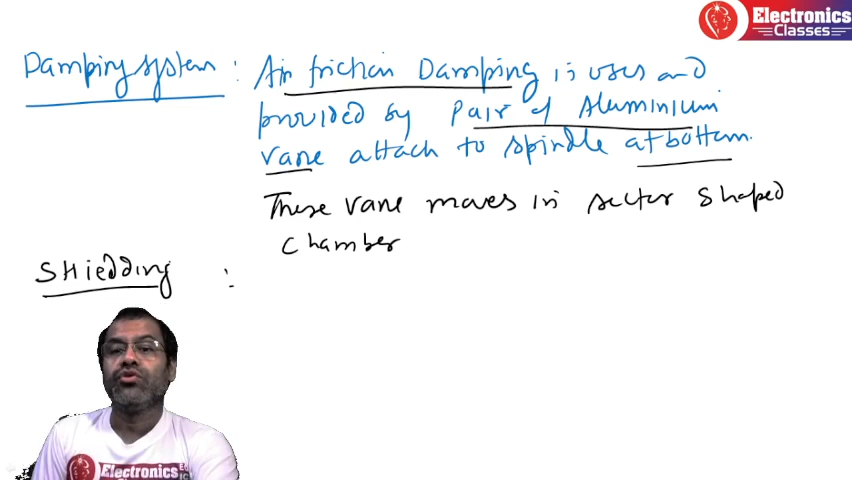 Electronics
Classes
Damping system : Air friction Damping is uses and
provided by pair of Aluminium
vane attach to spindle at bottom.
These vane moves in sector shaped
chamber
SHiedding :
Electronics